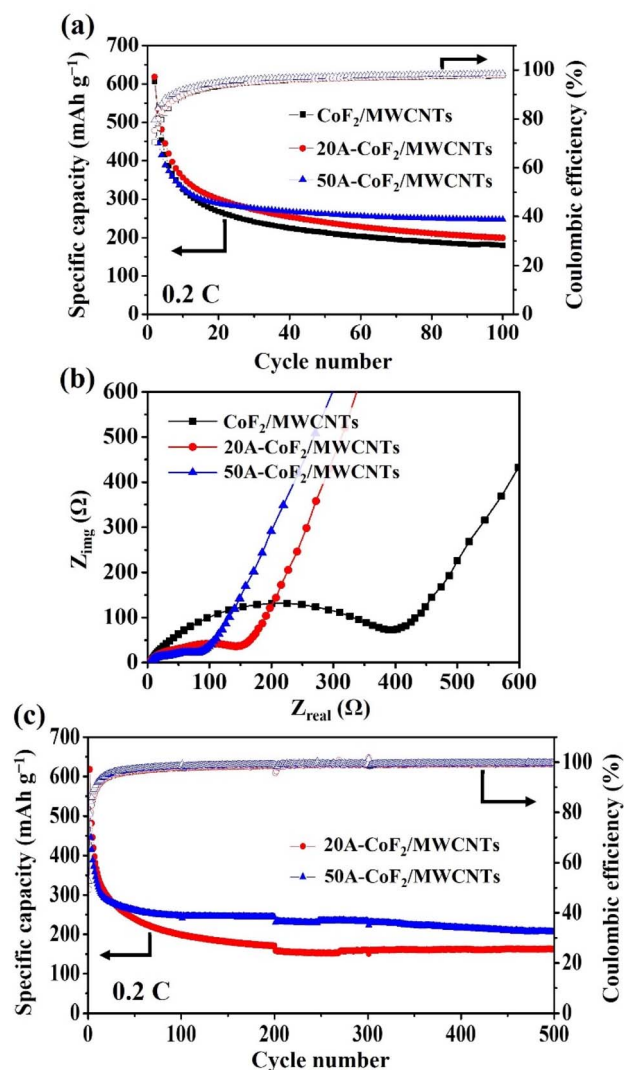 (a)
700
600
500
400
300
200
100
0
Specific capacity (mAh g⁻¹)
100
80
60
40
20
0
Coulombic efficiency (%)
CoF₂/MWCNTs
20A-CoF₂/MWCNTs
50A-CoF₂/MWCNTs
0.2 C
0 20 40 60 80 100
Cycle number
(b)
600
500
400
300
200
100
0
Z_img (Ω)
CoF₂/MWCNTs
20A-CoF₂/MWCNTs
50A-CoF₂/MWCNTs
0 100 200 300 400 500 600
Z_real (Ω)
(c)
700
600
500
400
300
200
150
100
0
Specific capacity (mAh g⁻¹)
100
80
60
40
20
0
Coulombic efficiency (%)
20A-CoF₂/MWCNTs
50A-CoF₂/MWCNTs
0.2 C
0 100 200 300 400 500
Cycle number